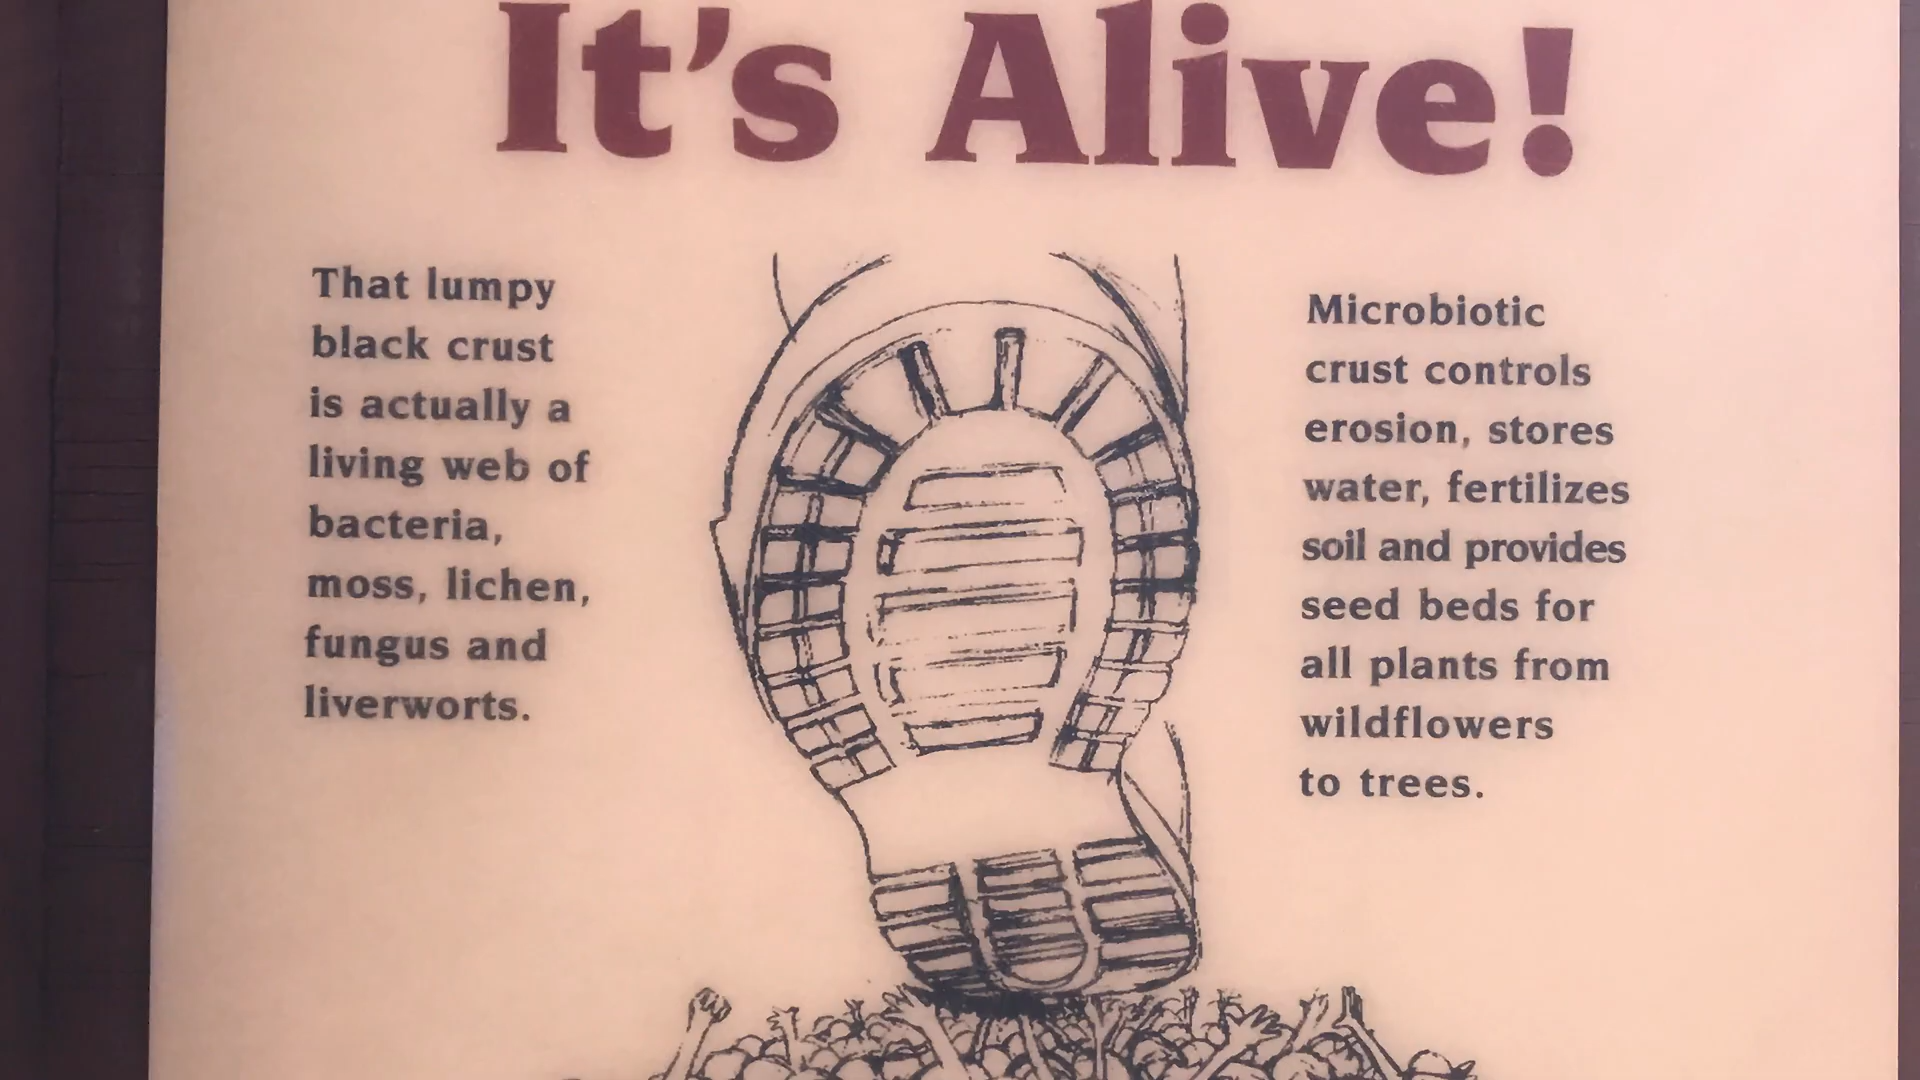 It's Alive!
That lumpy
black crust
is actually a
living web of
bacteria,
moss, lichen,
fungus and
liverworts.
Microbiotic
crust controls
erosion, stores
water, fertilizes
soil and provides
seed beds for
all plants from
wildflowers
to trees.